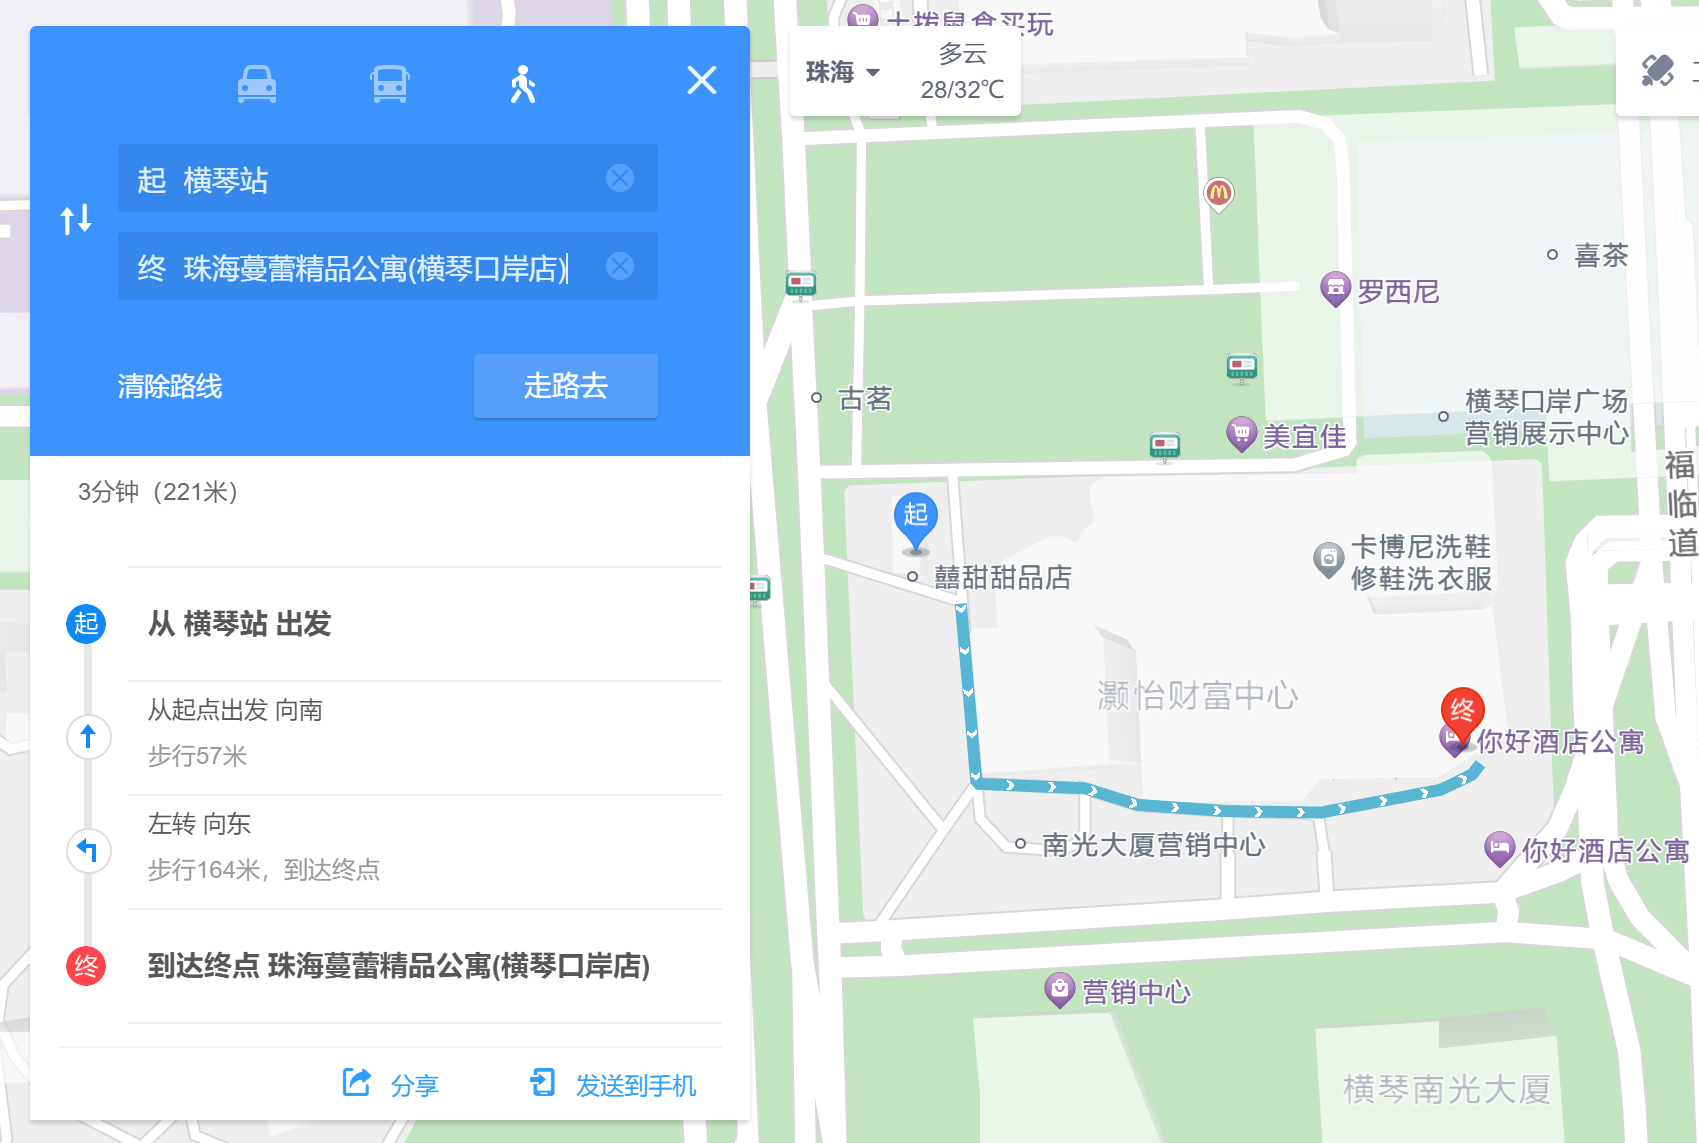 起 横琴站
终 珠海蔓蕾精品公寓(横琴口岸店)
清除路线
走路去
3分钟（221米）
起 从 横琴站 出发
从起点出发 向南
步行57米
左转 向东
步行164米，到达终点
终 到达终点 珠海蔓蕾精品公寓(横琴口岸店)
分享
发送到手机
土拨鼠食买玩
珠海
多云
28/32℃
喜茶
罗西尼
古茗
横琴口岸广场
营销展示中心
美宜佳
福临道
起
囍甜甜品店
卡博尼洗鞋
修鞋洗衣服
灏怡财富中心
终
你好酒店公寓
南光大厦营销中心
你好酒店公寓
营销中心
横琴南光大厦